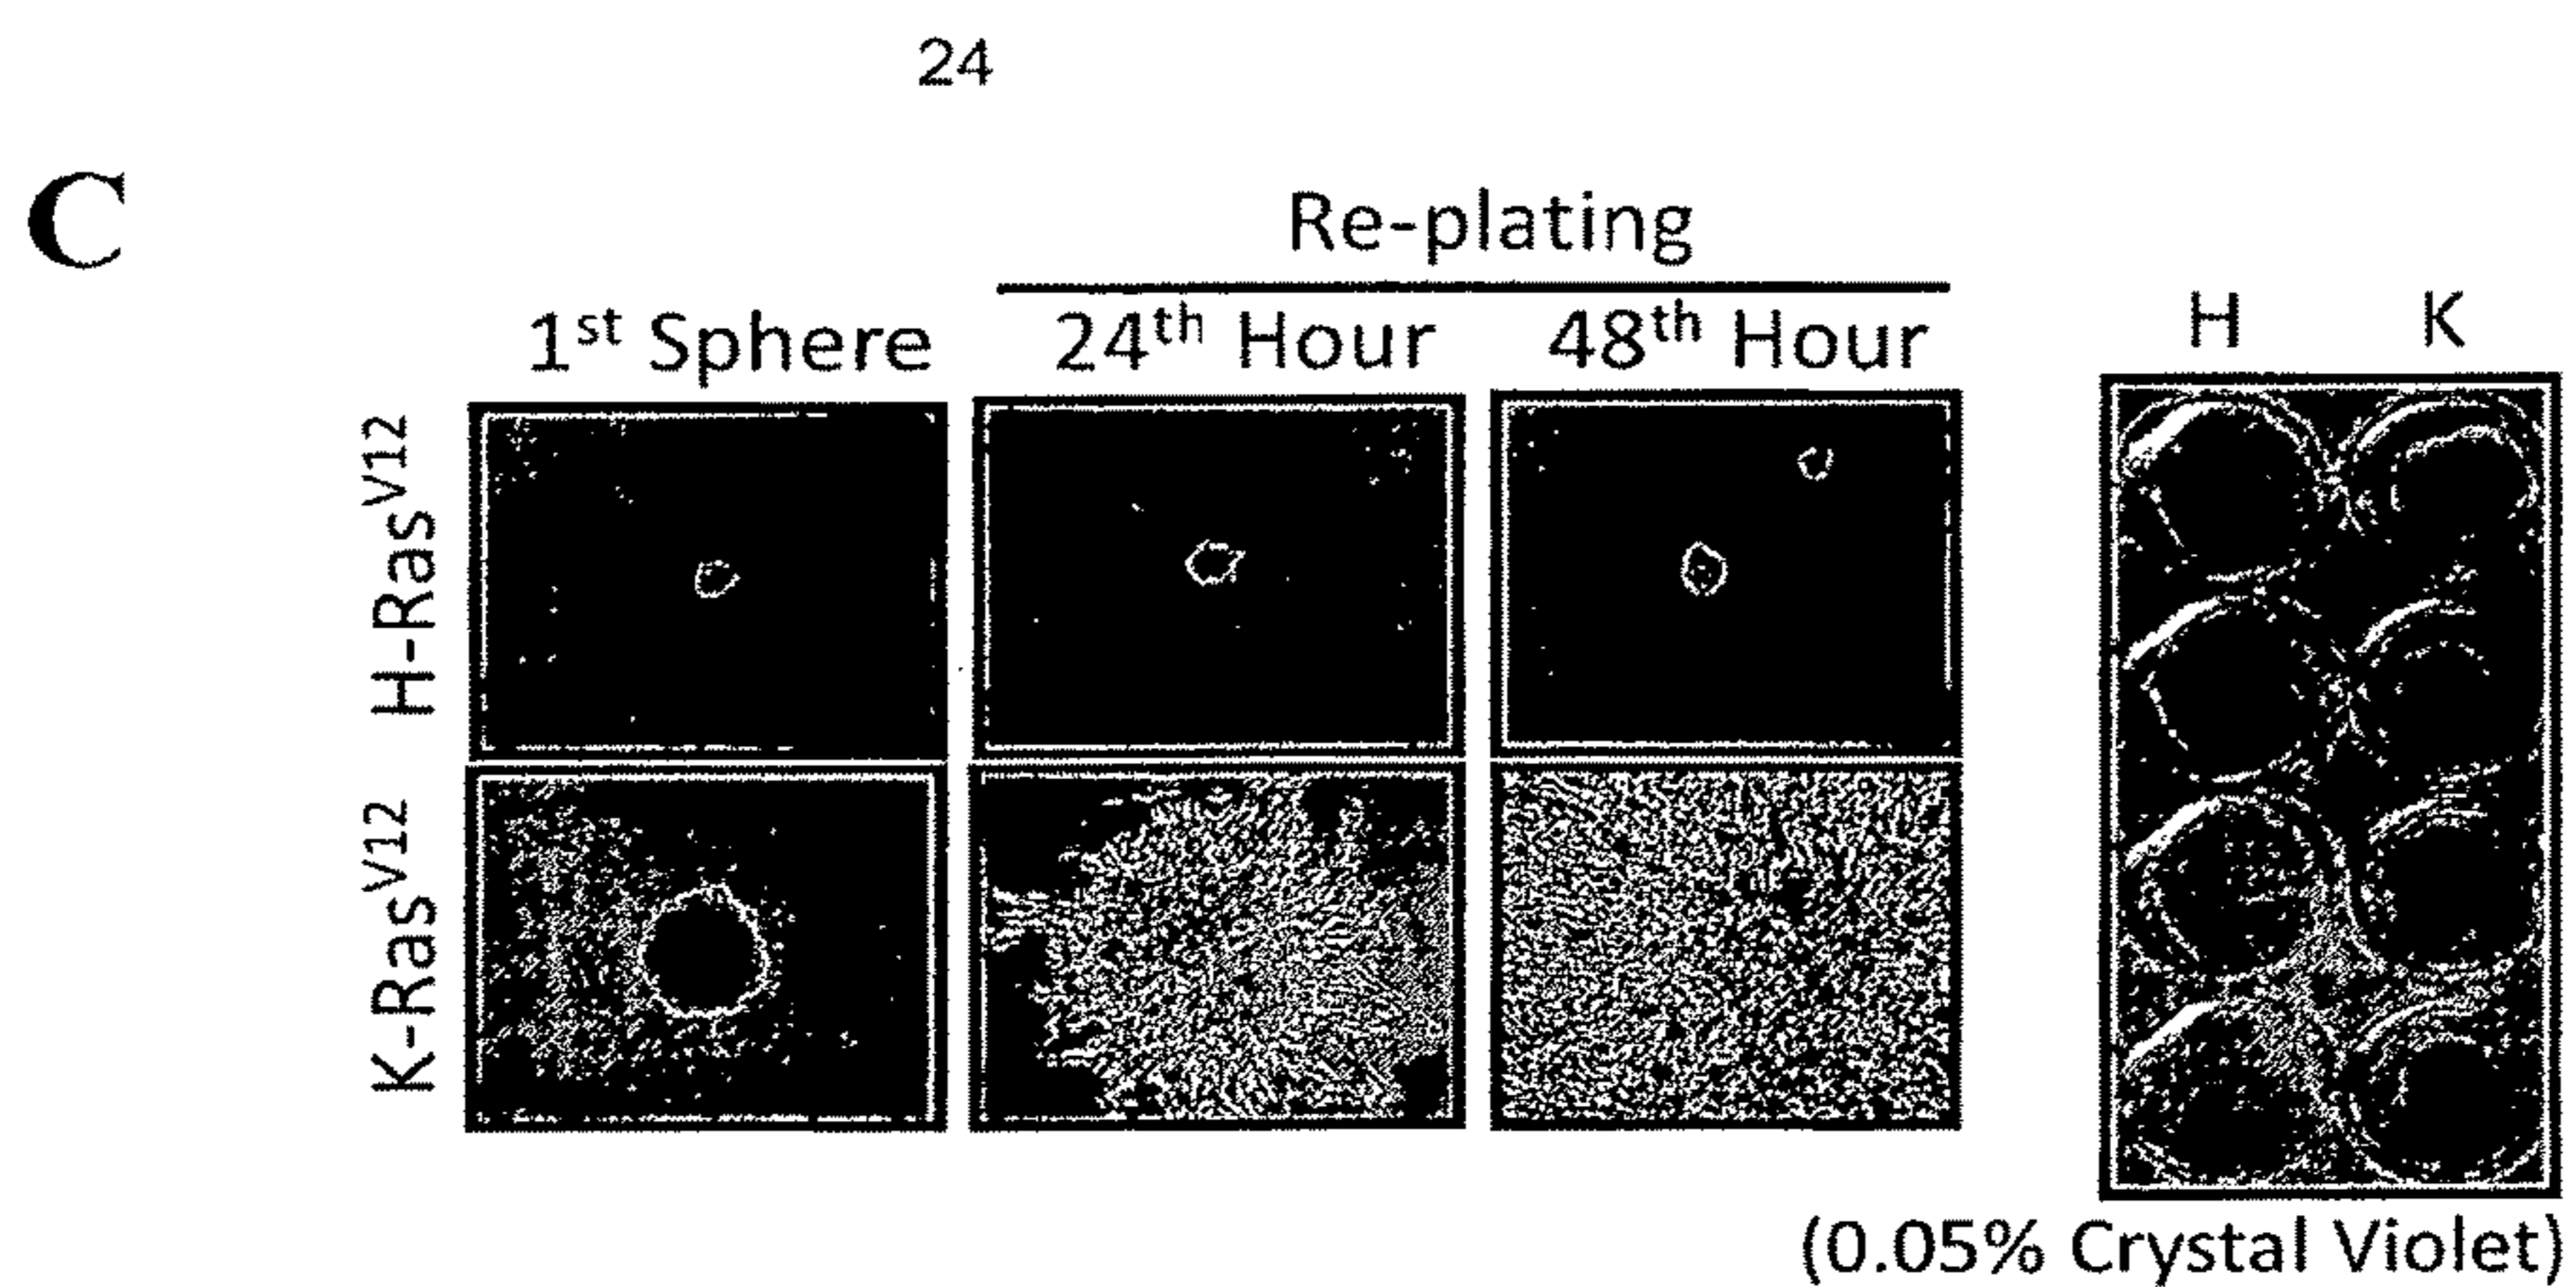 24
C
Re-plating
1st Sphere 24th Hour 48th Hour H K
H-RasV12
K-RasV12
(0.05% Crystal Violet)